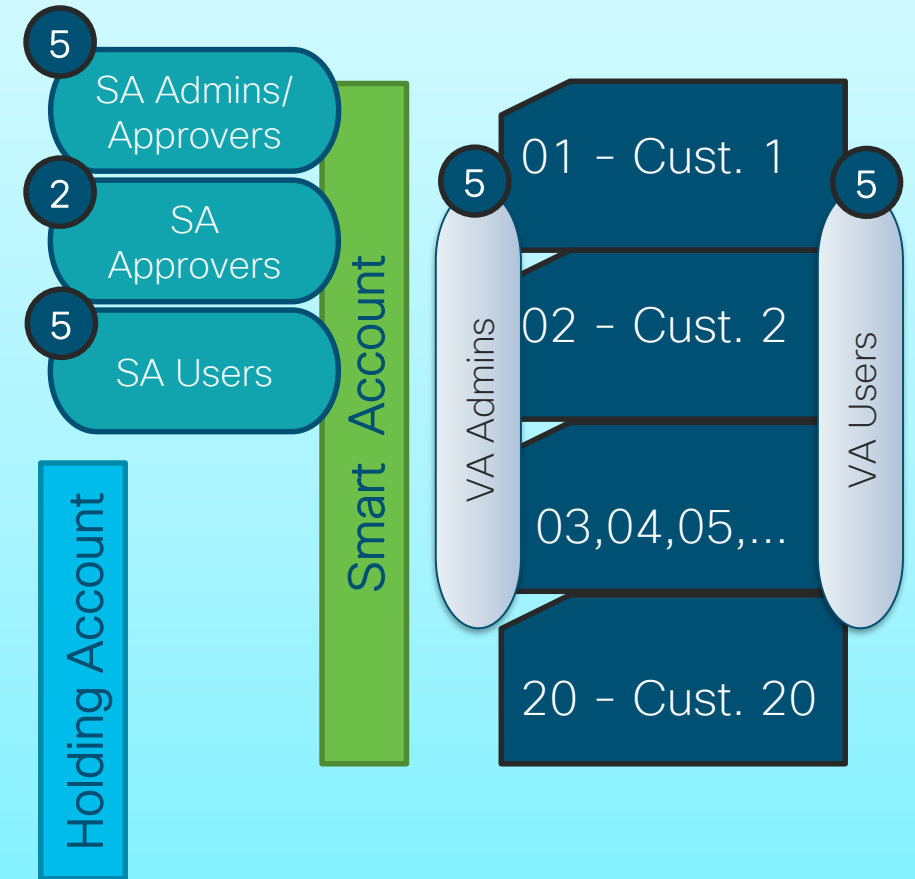 5
SA Admins/
Approvers
2
SA
Approvers
5
SA Users
Holding Account
Smart Account
5
VA Admins
01 - Cust. 1
02 - Cust. 2
03,04,05,...
20 - Cust. 20
5
VA Users